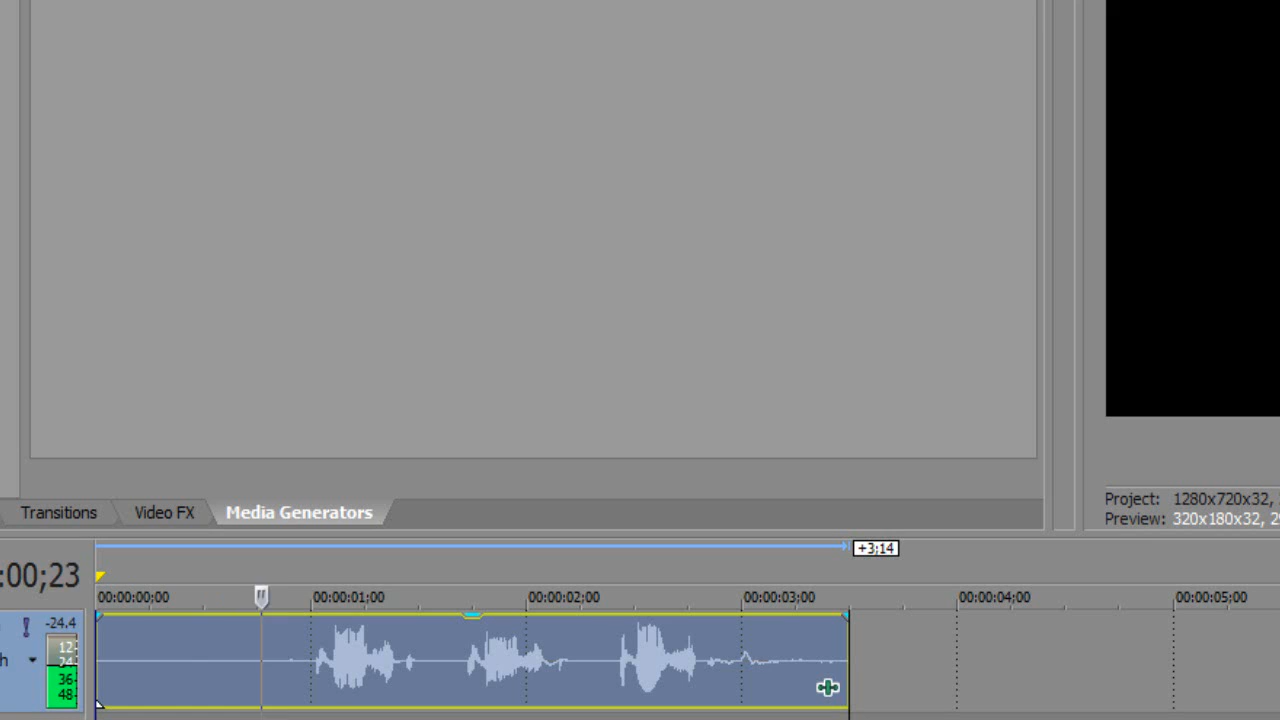 Transitions Video FX Media Generators
Project: 1280x720x32,
Preview: 320x180x32, 29
:00;23
+3;14
00:00:00;00 00:00:01;00 00:00:02;00 00:00:03;00 00:00:04;00 00:00:05;00
-24.4
12
24
36
48
h